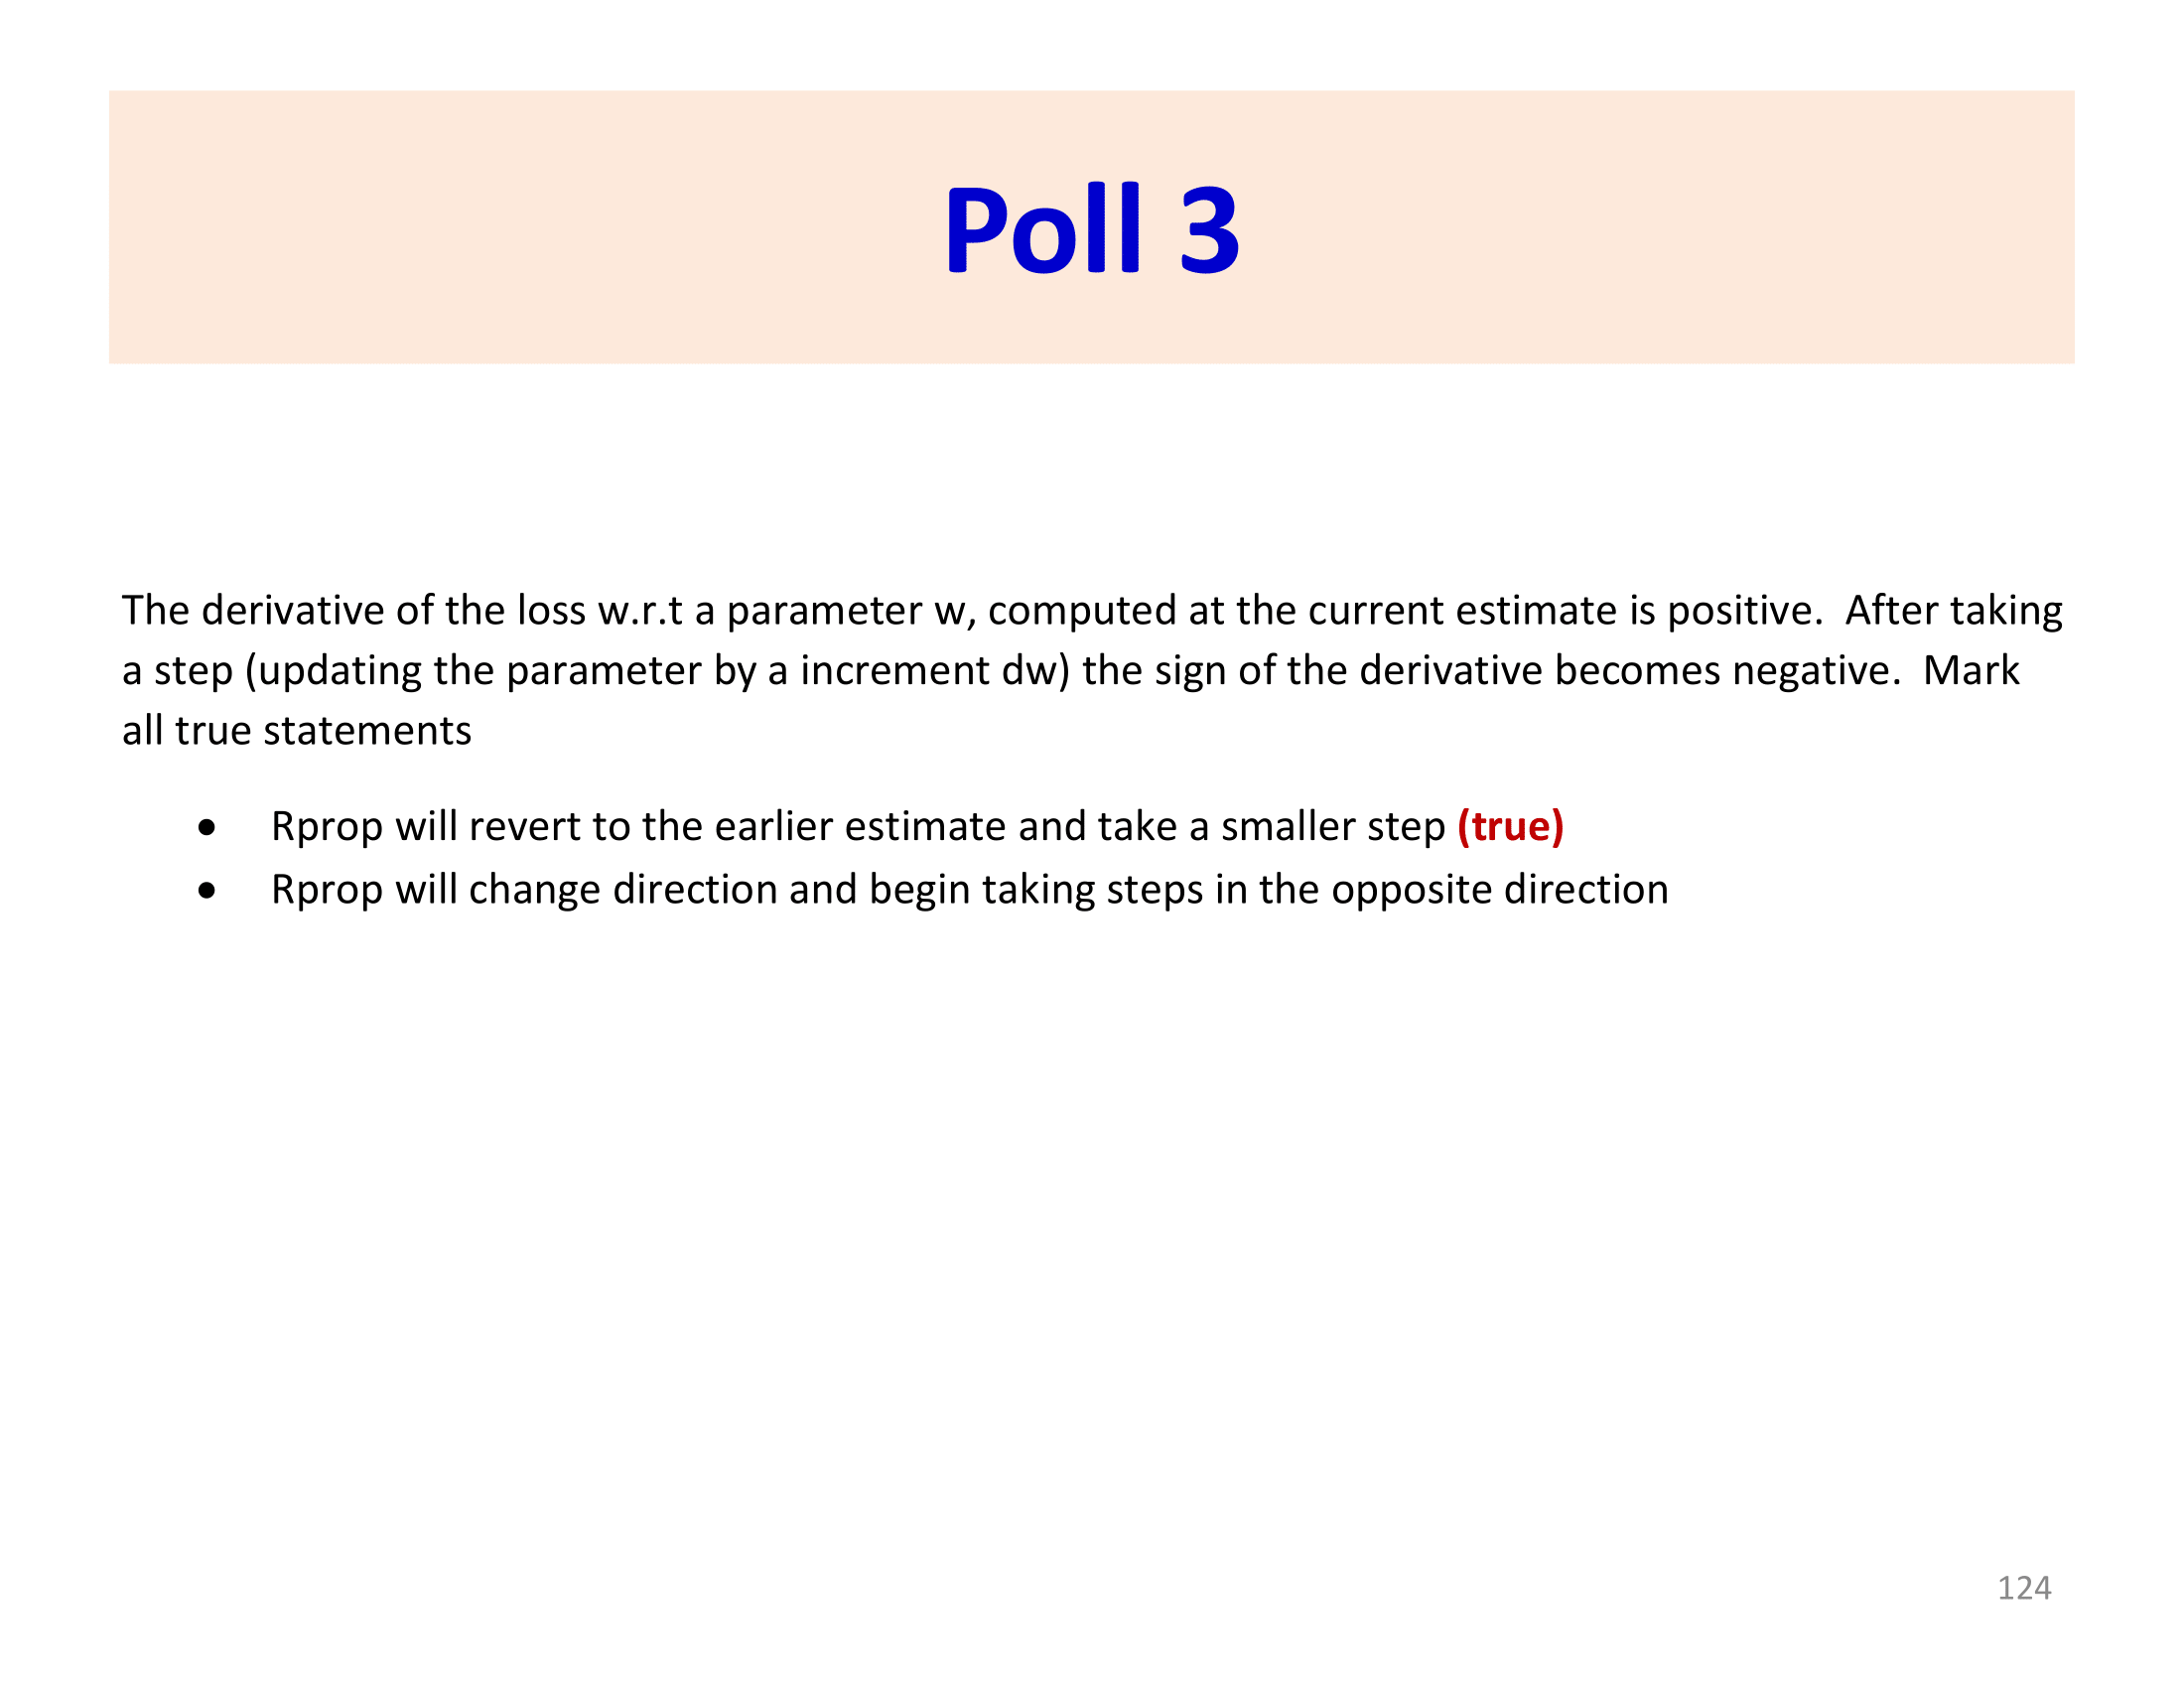 Poll 3
The derivative of the loss w.r.t a parameter w, computed at the current estimate is positive.  After taking
a step (updating the parameter by a increment dw) the sign of the derivative becomes negative.  Mark
all true statements
• Rprop will revert to the earlier estimate and take a smaller step (true)
• Rprop will change direction and begin taking steps in the opposite direction
124